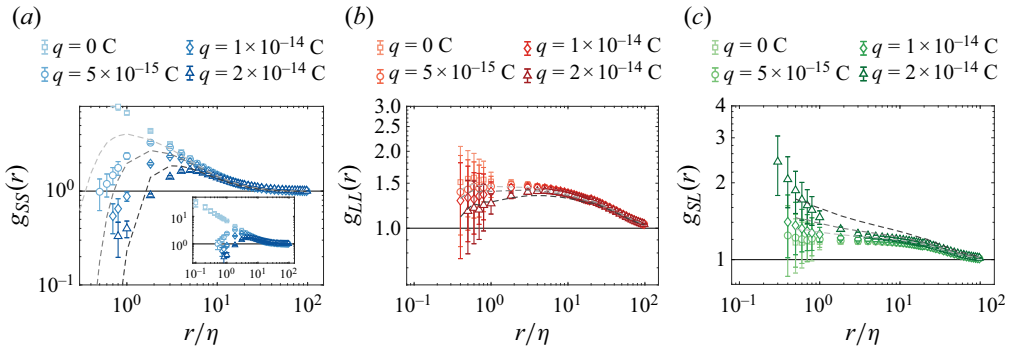 (a)
q = 0 C
q = 1 × 10⁻¹⁴ C
q = 5 × 10⁻¹⁵ C
q = 2 × 10⁻¹⁴ C
g_SS(r)
10⁰
10⁻¹
10⁰
10¹
10²
r/η
10¹
10⁰
10⁻¹
10⁰
10¹
10²
(b)
q = 0 C
q = 1 × 10⁻¹⁴ C
q = 5 × 10⁻¹⁵ C
q = 2 × 10⁻¹⁴ C
g_LL(r)
3.0
2.5
2.0
1.5
1.0
10⁻¹
10⁰
10¹
10²
r/η
(c)
q = 0 C
q = 1 × 10⁻¹⁴ C
q = 5 × 10⁻¹⁵ C
q = 2 × 10⁻¹⁴ C
g_SL(r)
4
3
2
1
10⁻¹
10⁰
10¹
10²
r/η